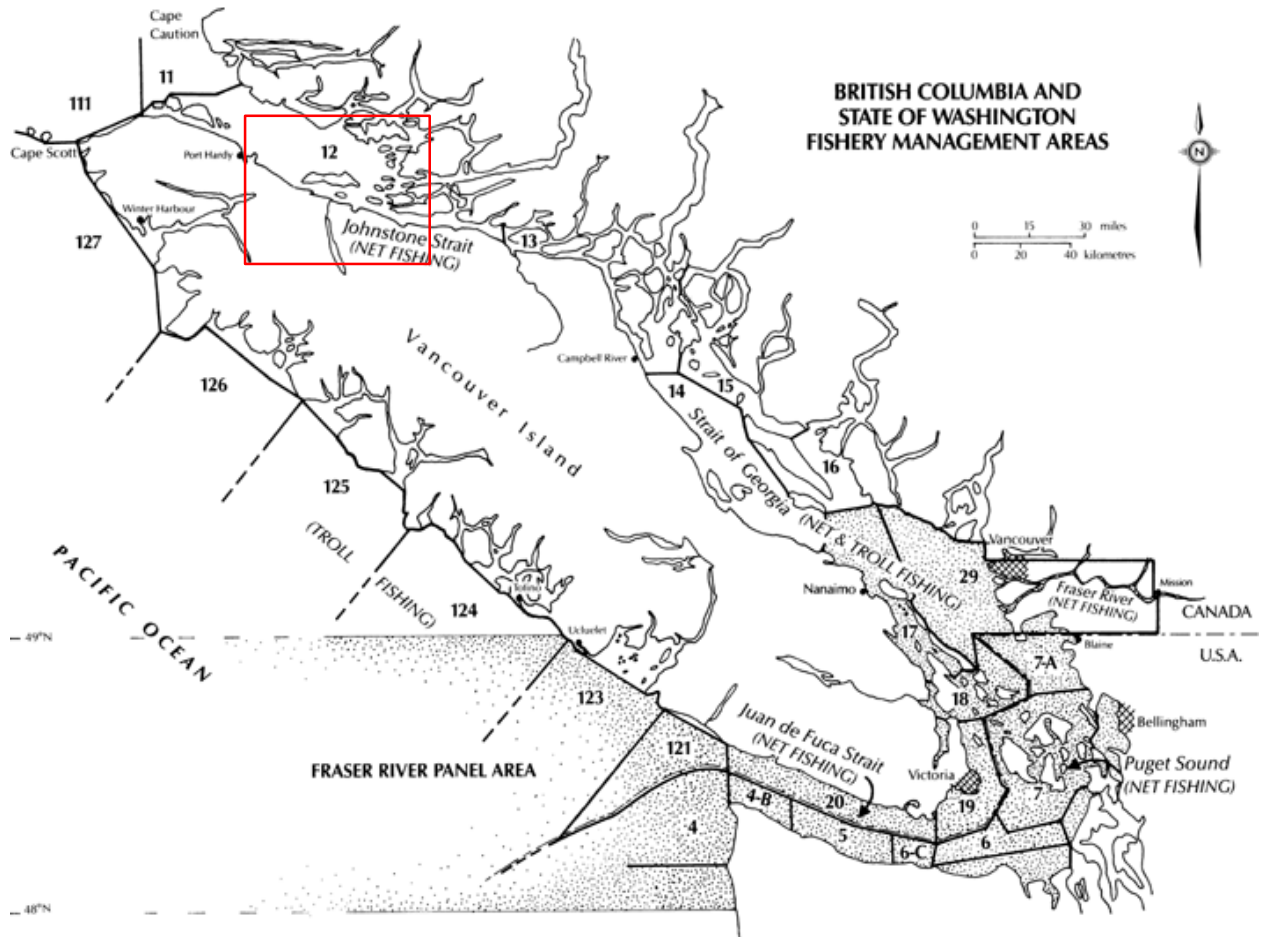 Cape
Caution
11
111
BRITISH COLUMBIA AND
STATE OF WASHINGTON
FISHERY MANAGEMENT AREAS
N
Cape Scott
Port Hardy
12
Winter Harbour
127
Johnstone Strait
(NET FISHING)
13
0 15 30 miles
0 20 40 kilometres
Vancouver Island
Campbell River
126
14
15
Strait of Georgia
(NET & TROLL FISHING)
16
125
(TROLL
FISHING)
PACIFIC OCEAN
Vancouver
29
Nanaimo
Fraser River
(NET FISHING)
Mission
CANADA
124
Tofino
17
49°N
Ucluelet
Blaine
U.S.A.
7-A
123
18
Bellingham
Juan de Fuca Strait
(NET FISHING)
121
FRASER RIVER PANEL AREA
Victoria
Puget Sound
(NET FISHING)
4-B
20
19
7
4
5
6-C
6
48°N